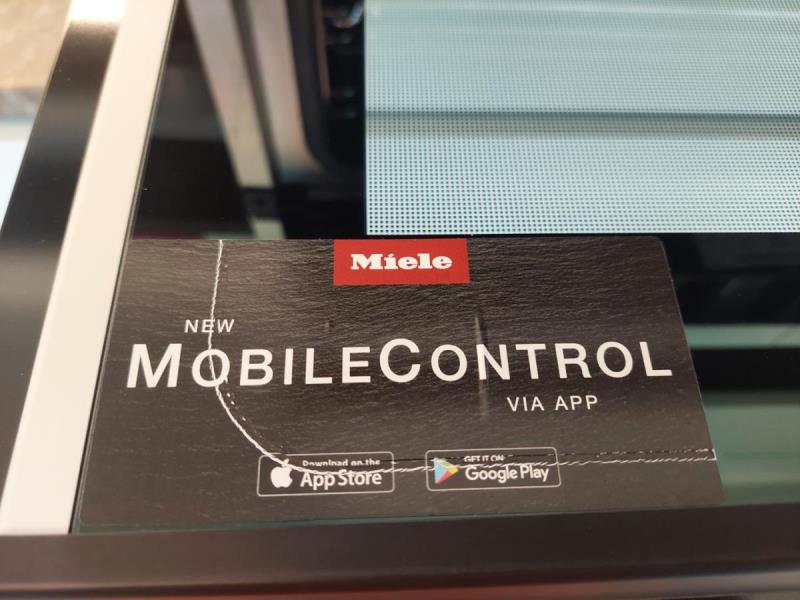 Miele
NEW
MOBILECONTROL
VIA APP
Download on the
App Store
GET IT ON
Google Play